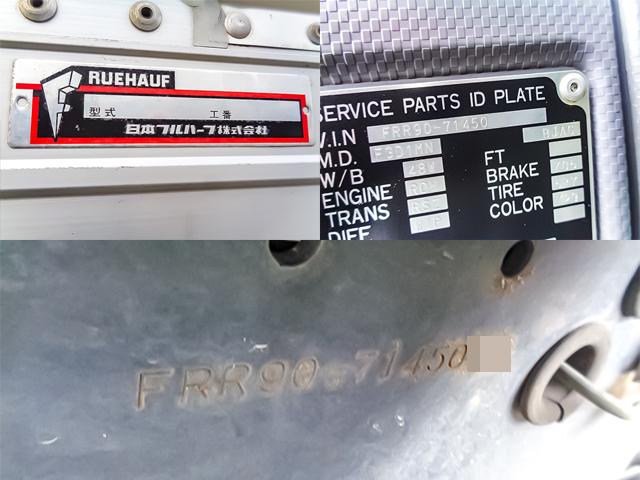 RUEHAUF
型式 工番
日本フルハーフ株式会社
SERVICE PARTS ID PLATE
V.I.N FRR90-71450
M.D.
W/B
ENGINE
TRANS
DIFF
FT
BRAKE
TIRE
COLOR
FRR90-71450